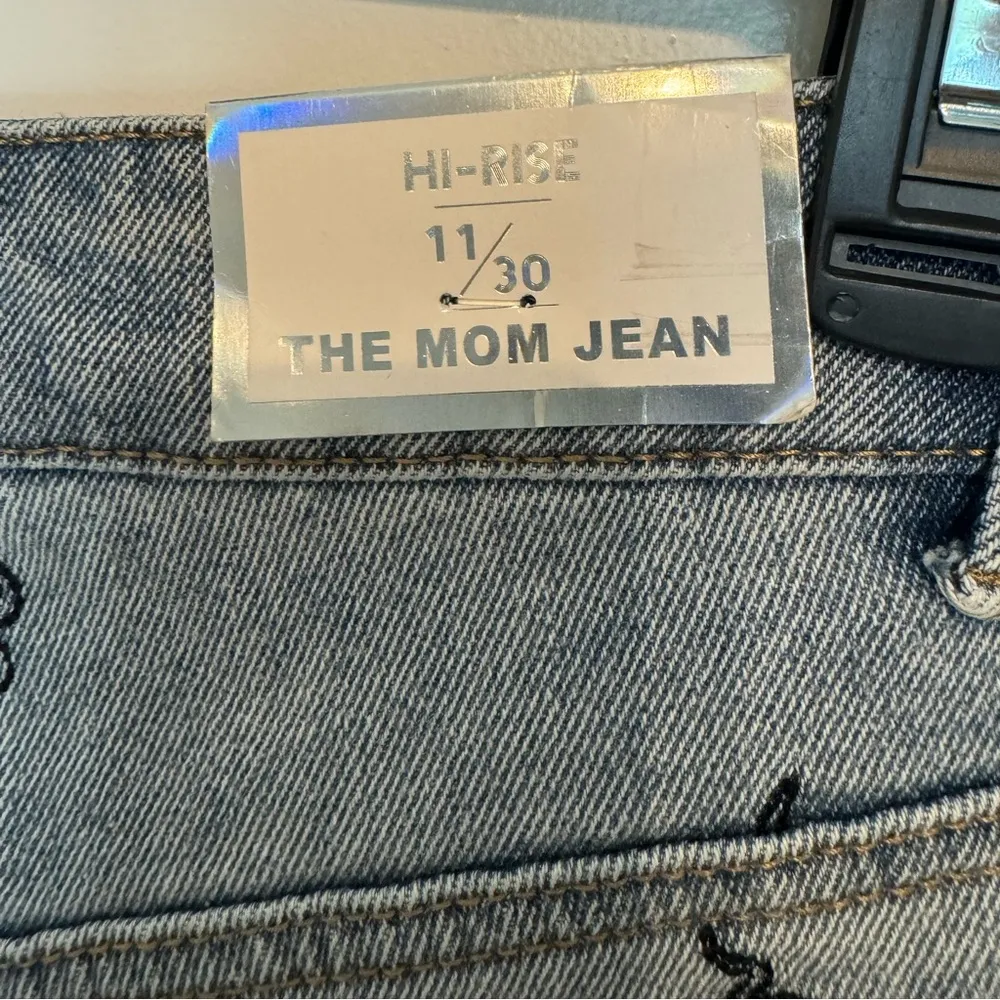 HI-RISE
11/30
THE MOM JEAN